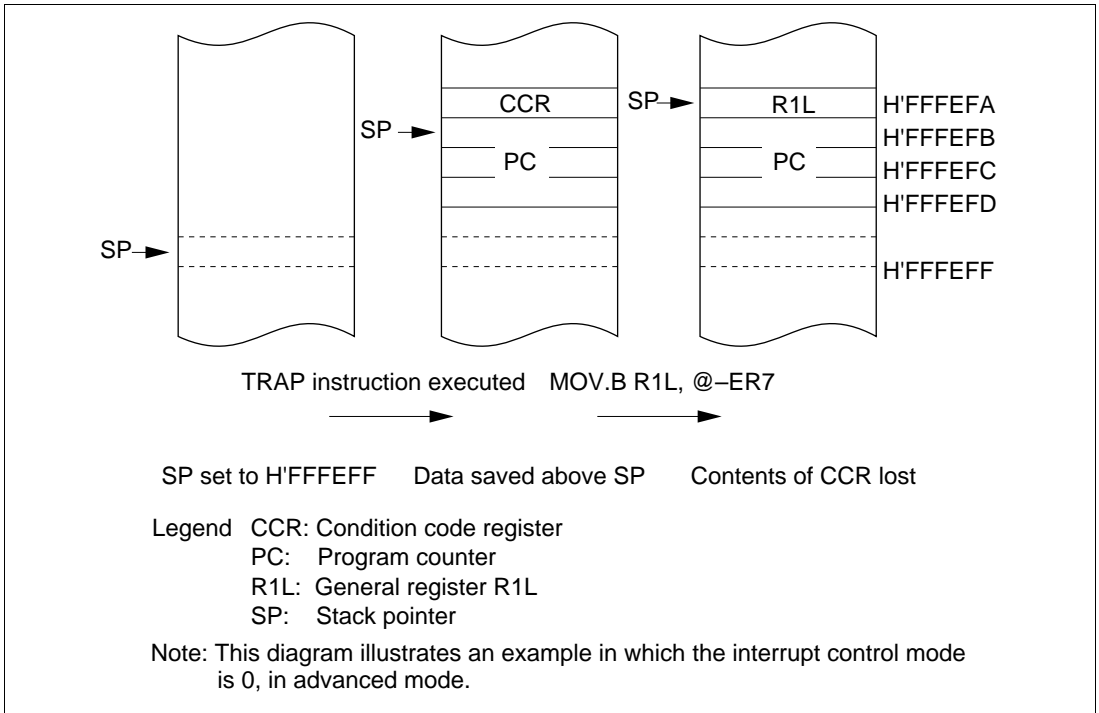 CCR
SP
R1L
H'FFFEFA
SP
H'FFFEFB
PC
PC
H'FFFEFC
H'FFFEFD
SP
H'FFFEFF
TRAP instruction executed
MOV.B R1L, @–ER7
SP set to H'FFFEFF
Data saved above SP
Contents of CCR lost
Legend CCR: Condition code register
PC: Program counter
R1L: General register R1L
SP: Stack pointer
Note: This diagram illustrates an example in which the interrupt control mode
is 0, in advanced mode.